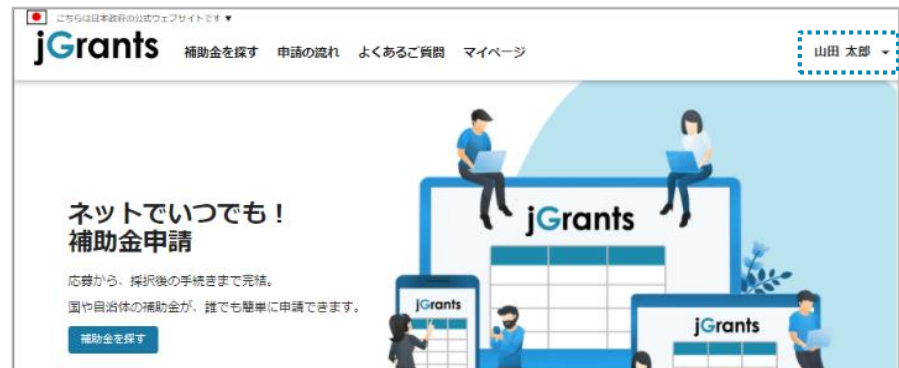 こちらは日本政府の公式ウェブサイトです ▼
jGrants 補助金を探す 申請の流れ よくあるご質問 マイページ 山田 太郎
ネットでいつでも！
補助金申請
応募から、採択後の手続きまで完結。
国や自治体の補助金が、誰でも簡単に申請できます。
補助金を探す
jGrants
jGrants
jGrants